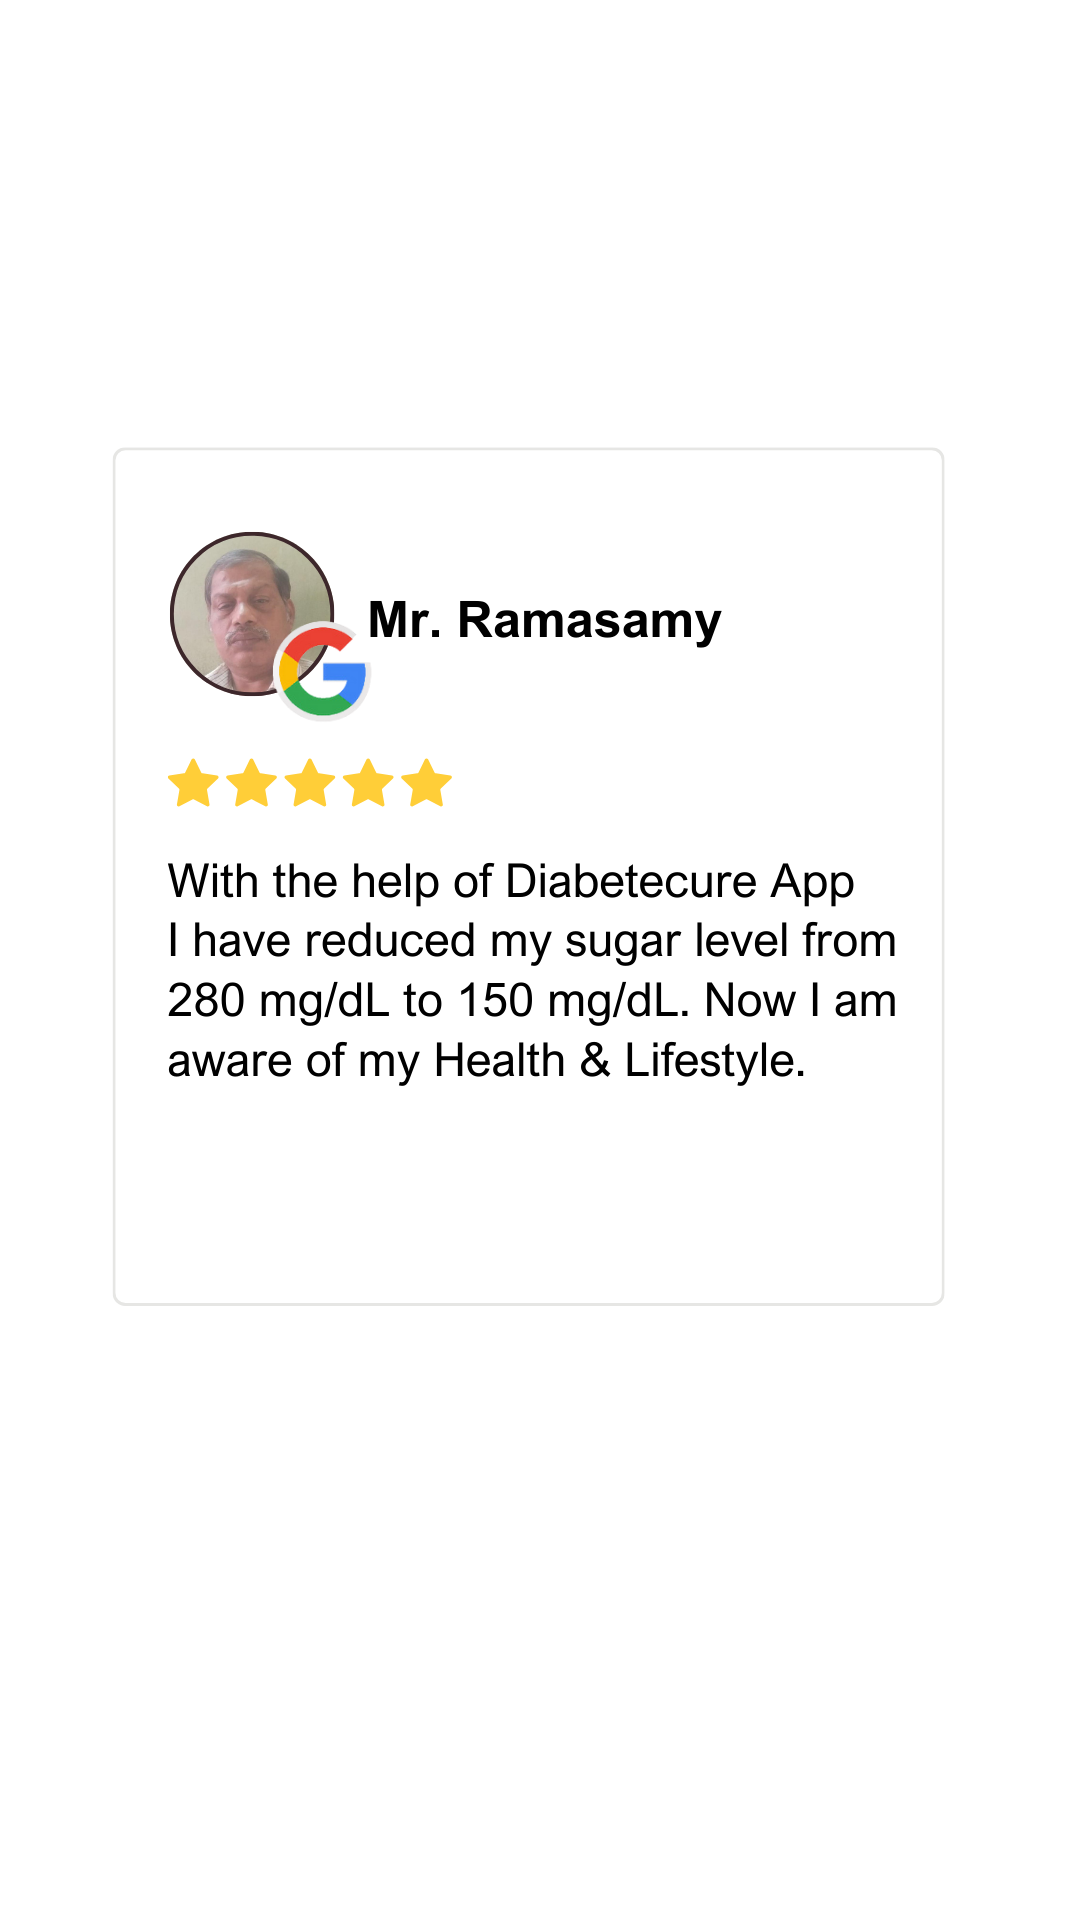 Mr. Ramasamy
With the help of Diabetecure App
I have reduced my sugar level from
280 mg/dL to 150 mg/dL. Now I am
aware of my Health & Lifestyle.